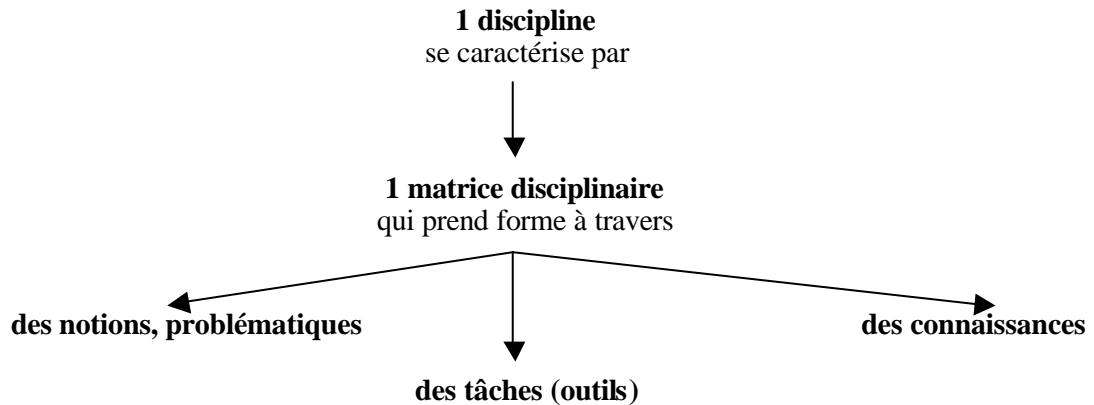 1 discipline
se caractérise par
1 matrice disciplinaire
qui prend forme à travers
des notions, problématiques
des connaissances
des tâches (outils)